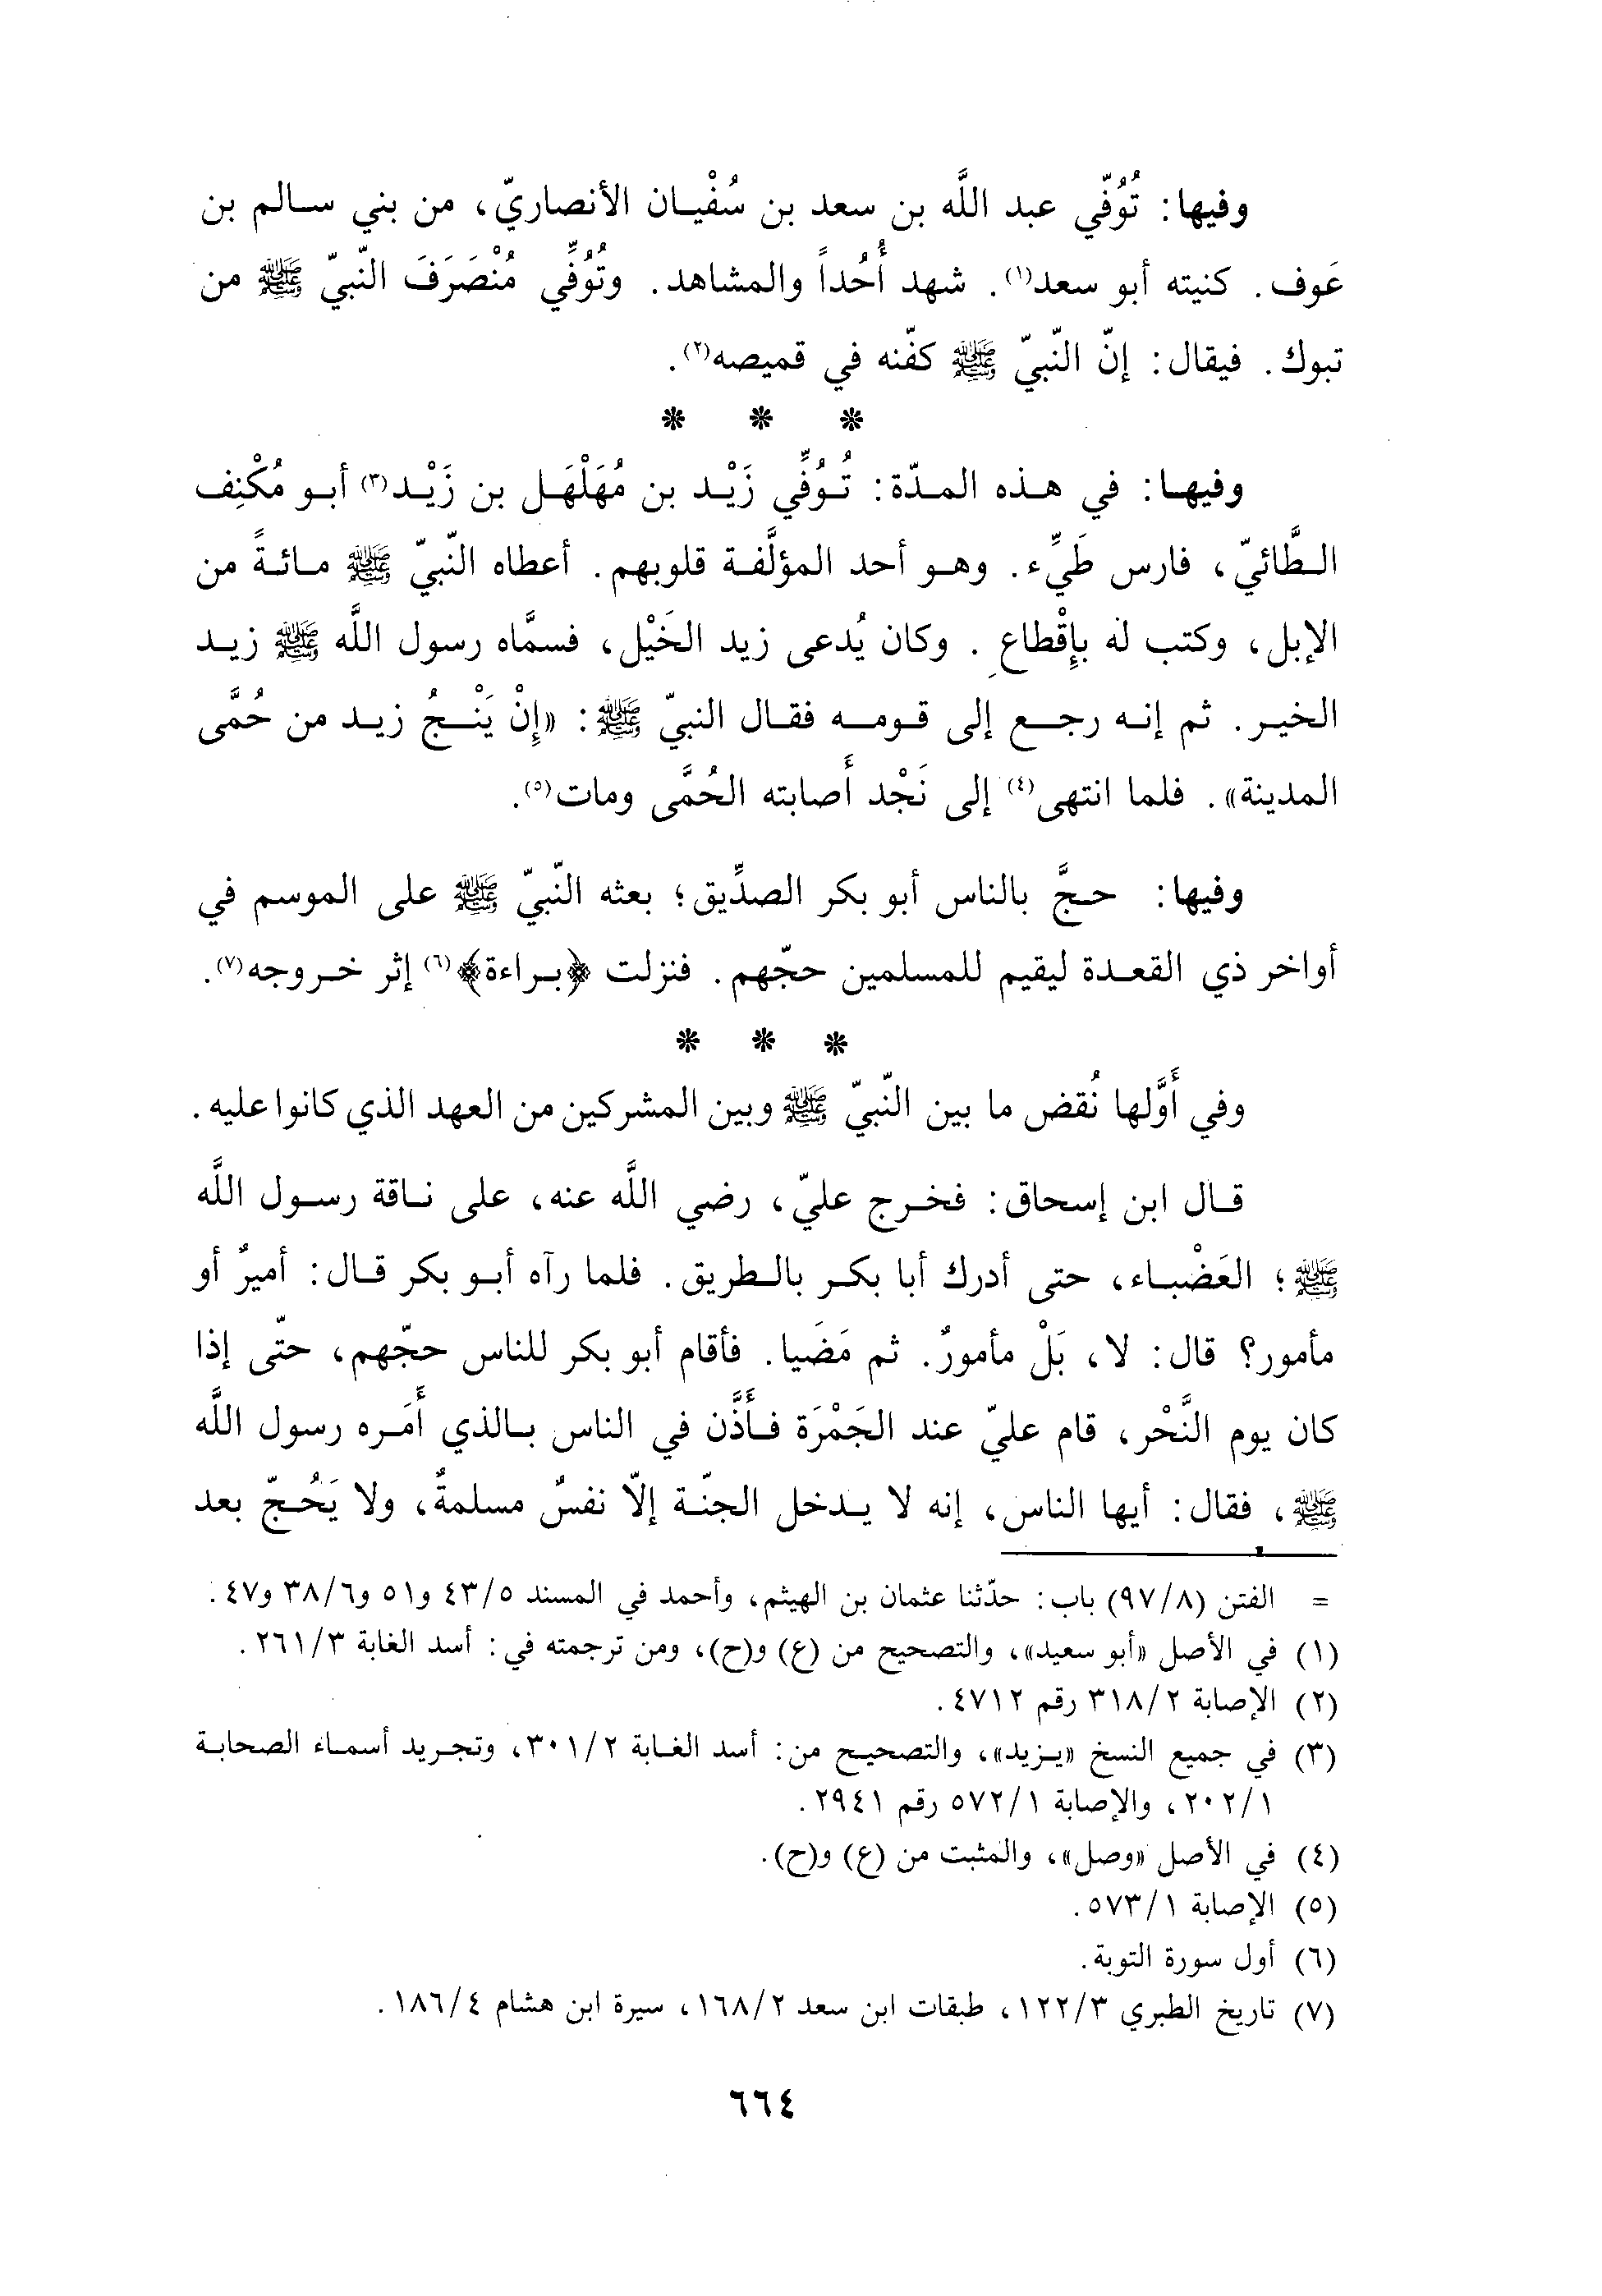 وفيها: تُوُفّي عبد اللَّه بن سعد بن سُفْيان الأنصاريّ، من بني سالم بن
عَوف. كنيته أبو سعد(١). شهد أُحُداً والمشاهد. وتُوُفِّي مُنْصَرَفَ النّبيّ ﷺ من
تبوك. فيقال: إنّ النّبيّ ﷺ كفّنه في قميصه(٢).
* * *
وفيها: في هذه المدّة: تُوُفِّي زَيْد بن مُهَلْهَل بن زَيْد(٣) أبو مُكْنِف
الطَّائيّ، فارس طَيِّء. وهو أحد المؤلَّفة قلوبهم. أعطاه النّبيّ ﷺ مائةً من
الإبل، وكتب له بإِقْطاع. وكان يُدعى زيد الخَيْل، فسمَّاه رسول اللَّه ﷺ زيد
الخير. ثم إنه رجع إلى قومه فقال النبيّ ﷺ: «إِنْ يَنْجُ زيد من حُمَّى
المدينة». فلما انتهى(٤) إلى نَجْد أَصابته الحُمَّى ومات(٥).
وفيها: حجَّ بالناس أبو بكر الصدِّيق؛ بعثه النّبيّ ﷺ على الموسم في
أواخر ذي القعدة ليقيم للمسلمين حجّهم. فنزلت ﴿براءة﴾(٦) إثر خروجه(٧).
* * *
وفي أَوَّلها نُقض ما بين النّبيّ ﷺ وبين المشركين من العهد الذي كانوا عليه.
قال ابن إسحاق: فخرج عليّ، رضي اللَّه عنه، على ناقة رسول اللَّه
ﷺ؛ العَضْباء، حتى أدرك أبا بكر بالطريق. فلما رآه أبو بكر قال: أميرٌ أو
مأمور؟ قال: لا، بَلْ مأمورٌ. ثم مَضَيا. فأقام أبو بكر للناس حجّهم، حتّى إذا
كان يوم النَّحْر، قام عليّ عند الجَمْرَة فأَذَّن في الناس بالذي أَمَره رسول اللَّه
ﷺ، فقال: أيها الناس، إنه لا يدخل الجنّة إلاّ نفسٌ مسلمةٌ، ولا يَحُجّ بعد
= الفتن (٩٧/٨) باب: حدّثنا عثمان بن الهيثم، وأحمد في المسند ٤٣/٥ و٥١ و٣٨/٦ و٤٧.
(١) في الأصل «أبو سعيد»، والتصحيح من (ع) و(ح)، ومن ترجمته في: أسد الغابة ٢٦١/٣.
(٢) الإصابة ٣١٨/٢ رقم ٤٧١٢.
(٣) في جميع النسخ «يزيد»، والتصحيح من: أسد الغابة ٣٠١/٢، وتجريد أسماء الصحابة
٢٠٢/١، والإصابة ٥٧٢/١ رقم ٢٩٤١.
(٤) في الأصل «وصل»، والمثبت من (ع) و(ح).
(٥) الإصابة ٥٧٣/١.
(٦) أول سورة التوبة.
(٧) تاريخ الطبري ١٢٢/٣، طبقات ابن سعد ١٦٨/٢، سيرة ابن هشام ١٨٦/٤.
٦٦٤